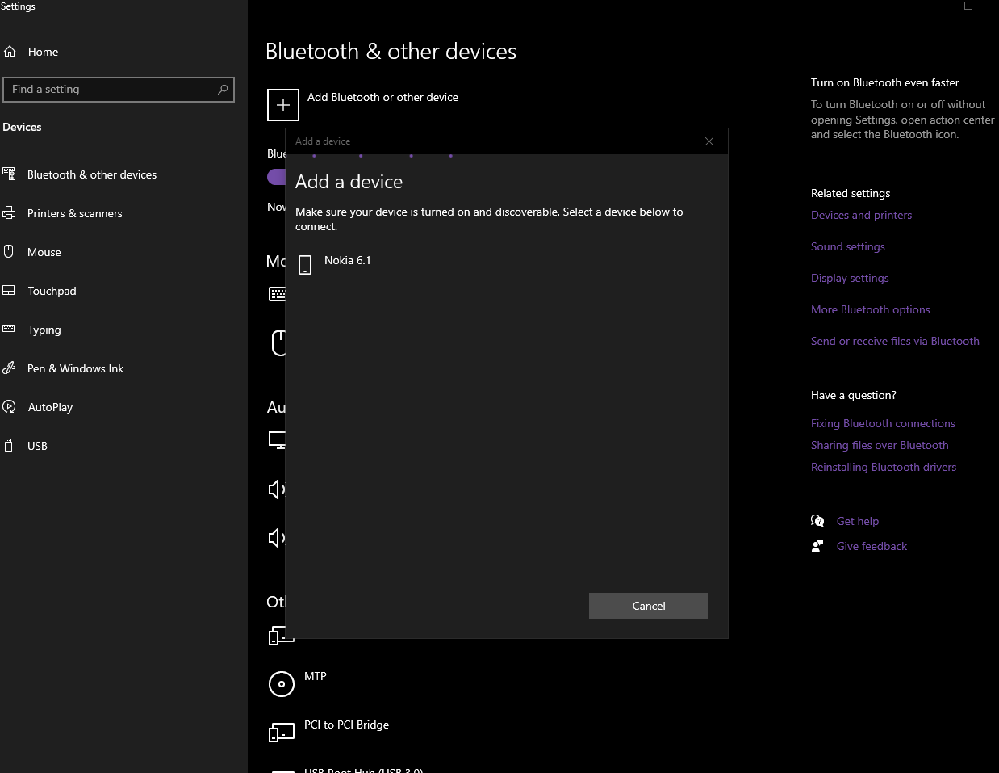 Settings
Home
Find a setting
Devices
Bluetooth & other devices
Printers & scanners
Mouse
Touchpad
Typing
Pen & Windows Ink
AutoPlay
USB
Bluetooth & other devices
Add Bluetooth or other device
Blue
Now
Mo
Au
Ot
Add a device
Add a device
Make sure your device is turned on and discoverable. Select a device below to
connect.
Nokia 6.1
Cancel
MTP
PCI to PCI Bridge
USB Root Hub (USB 3.0)
Turn on Bluetooth even faster
To turn Bluetooth on or off without
opening Settings, open action center
and select the Bluetooth icon.
Related settings
Devices and printers
Sound settings
Display settings
More Bluetooth options
Send or receive files via Bluetooth
Have a question?
Fixing Bluetooth connections
Sharing files over Bluetooth
Reinstalling Bluetooth drivers
Get help
Give feedback